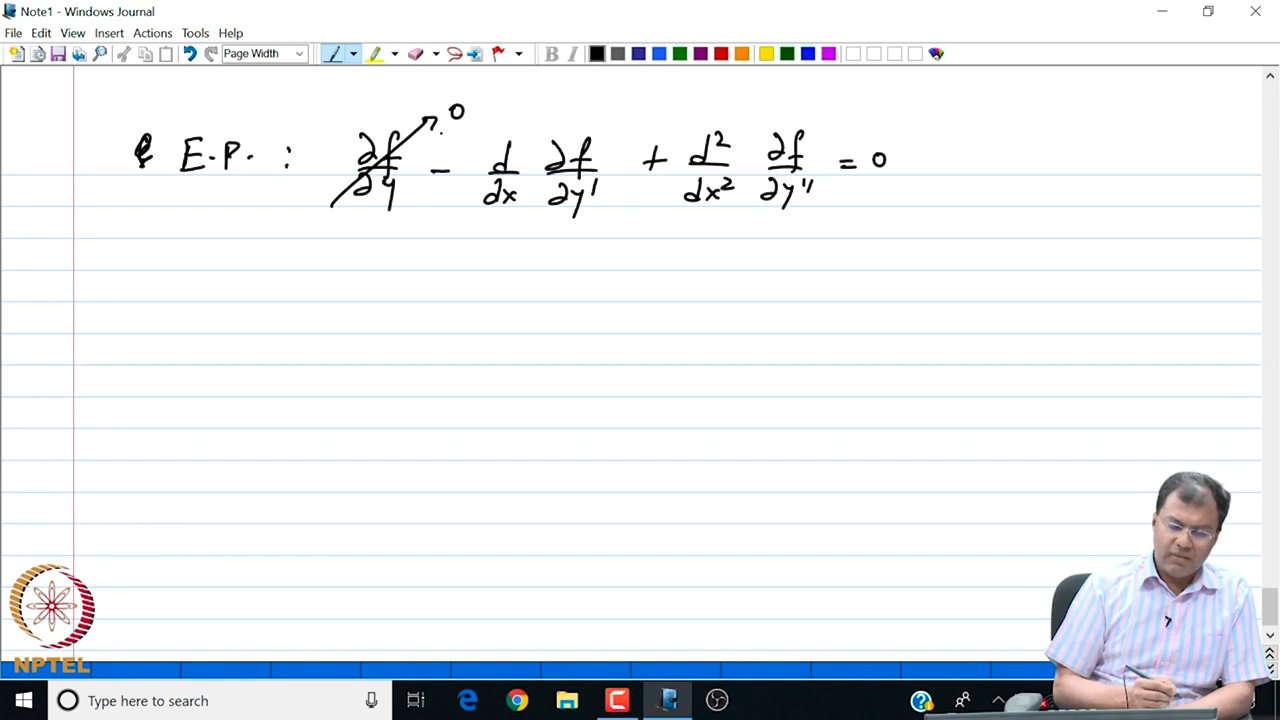 Note1 - Windows Journal
File Edit View Insert Actions Tools Help
Page Width
B I
& E.P. : ∂f/∂y → 0 - d/dx ∂f/∂y' + d²/dx² ∂f/∂y'' = 0
NPTEL
Type here to search